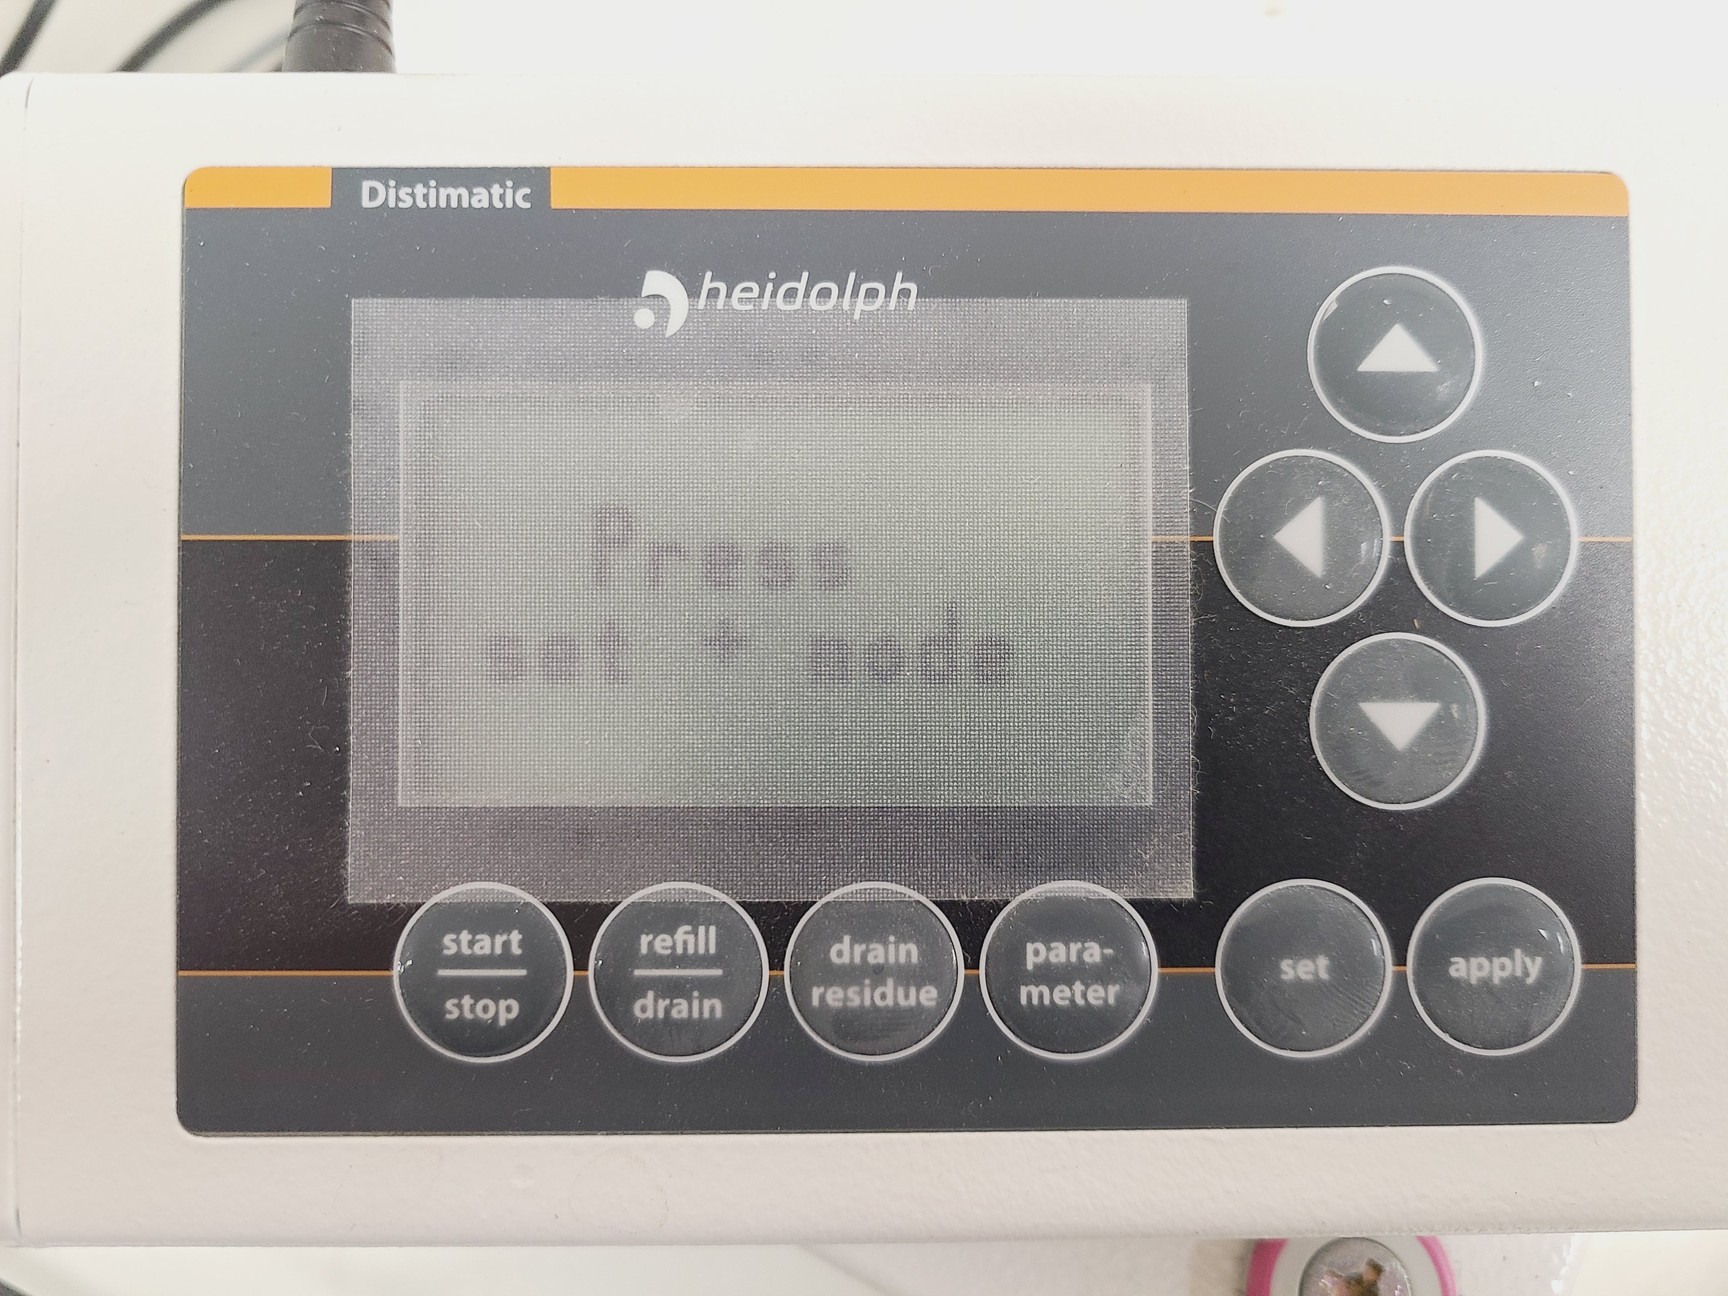 Distimatic
heidolph
Press
set + mode
start
stop
refill
drain
drain
residue
para-
meter
set
apply